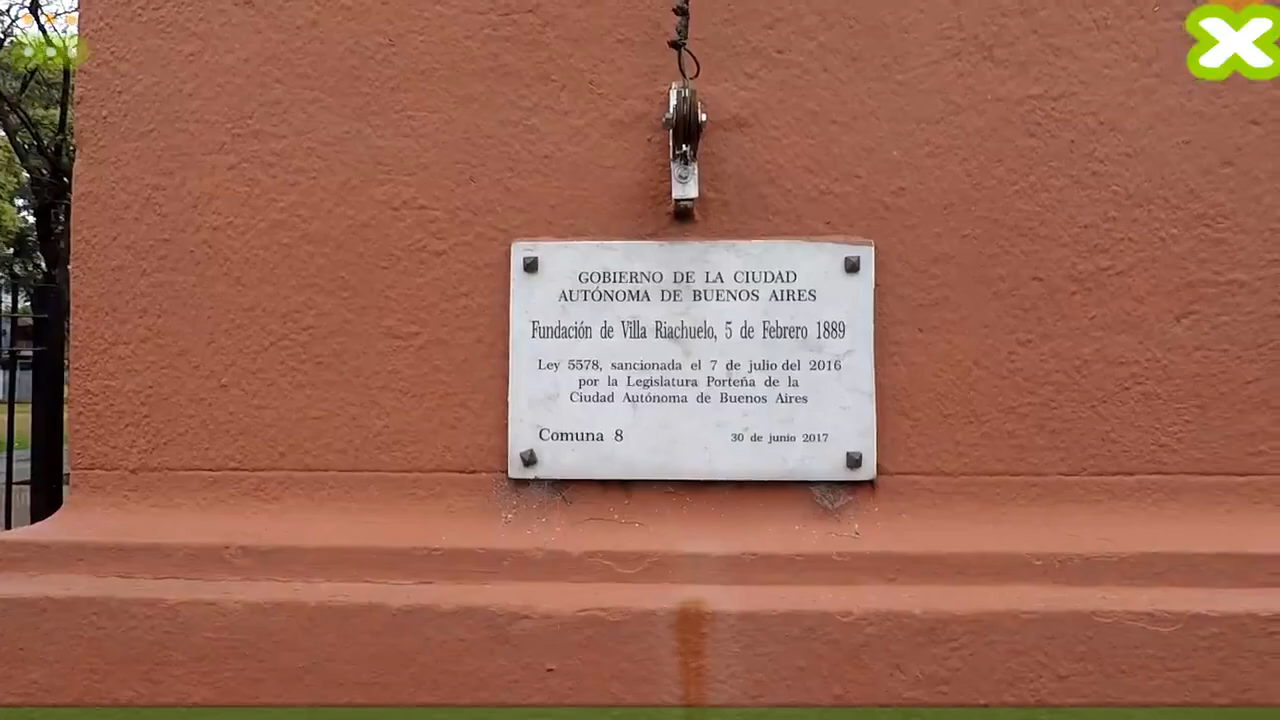 GOBIERNO DE LA CIUDAD
AUTÓNOMA DE BUENOS AIRES
Fundación de Villa Riachuelo, 5 de Febrero 1889
Ley 5578, sancionada el 7 de julio del 2016
por la Legislatura Porteña de la
Ciudad Autónoma de Buenos Aires
Comuna 8 30 de junio 2017